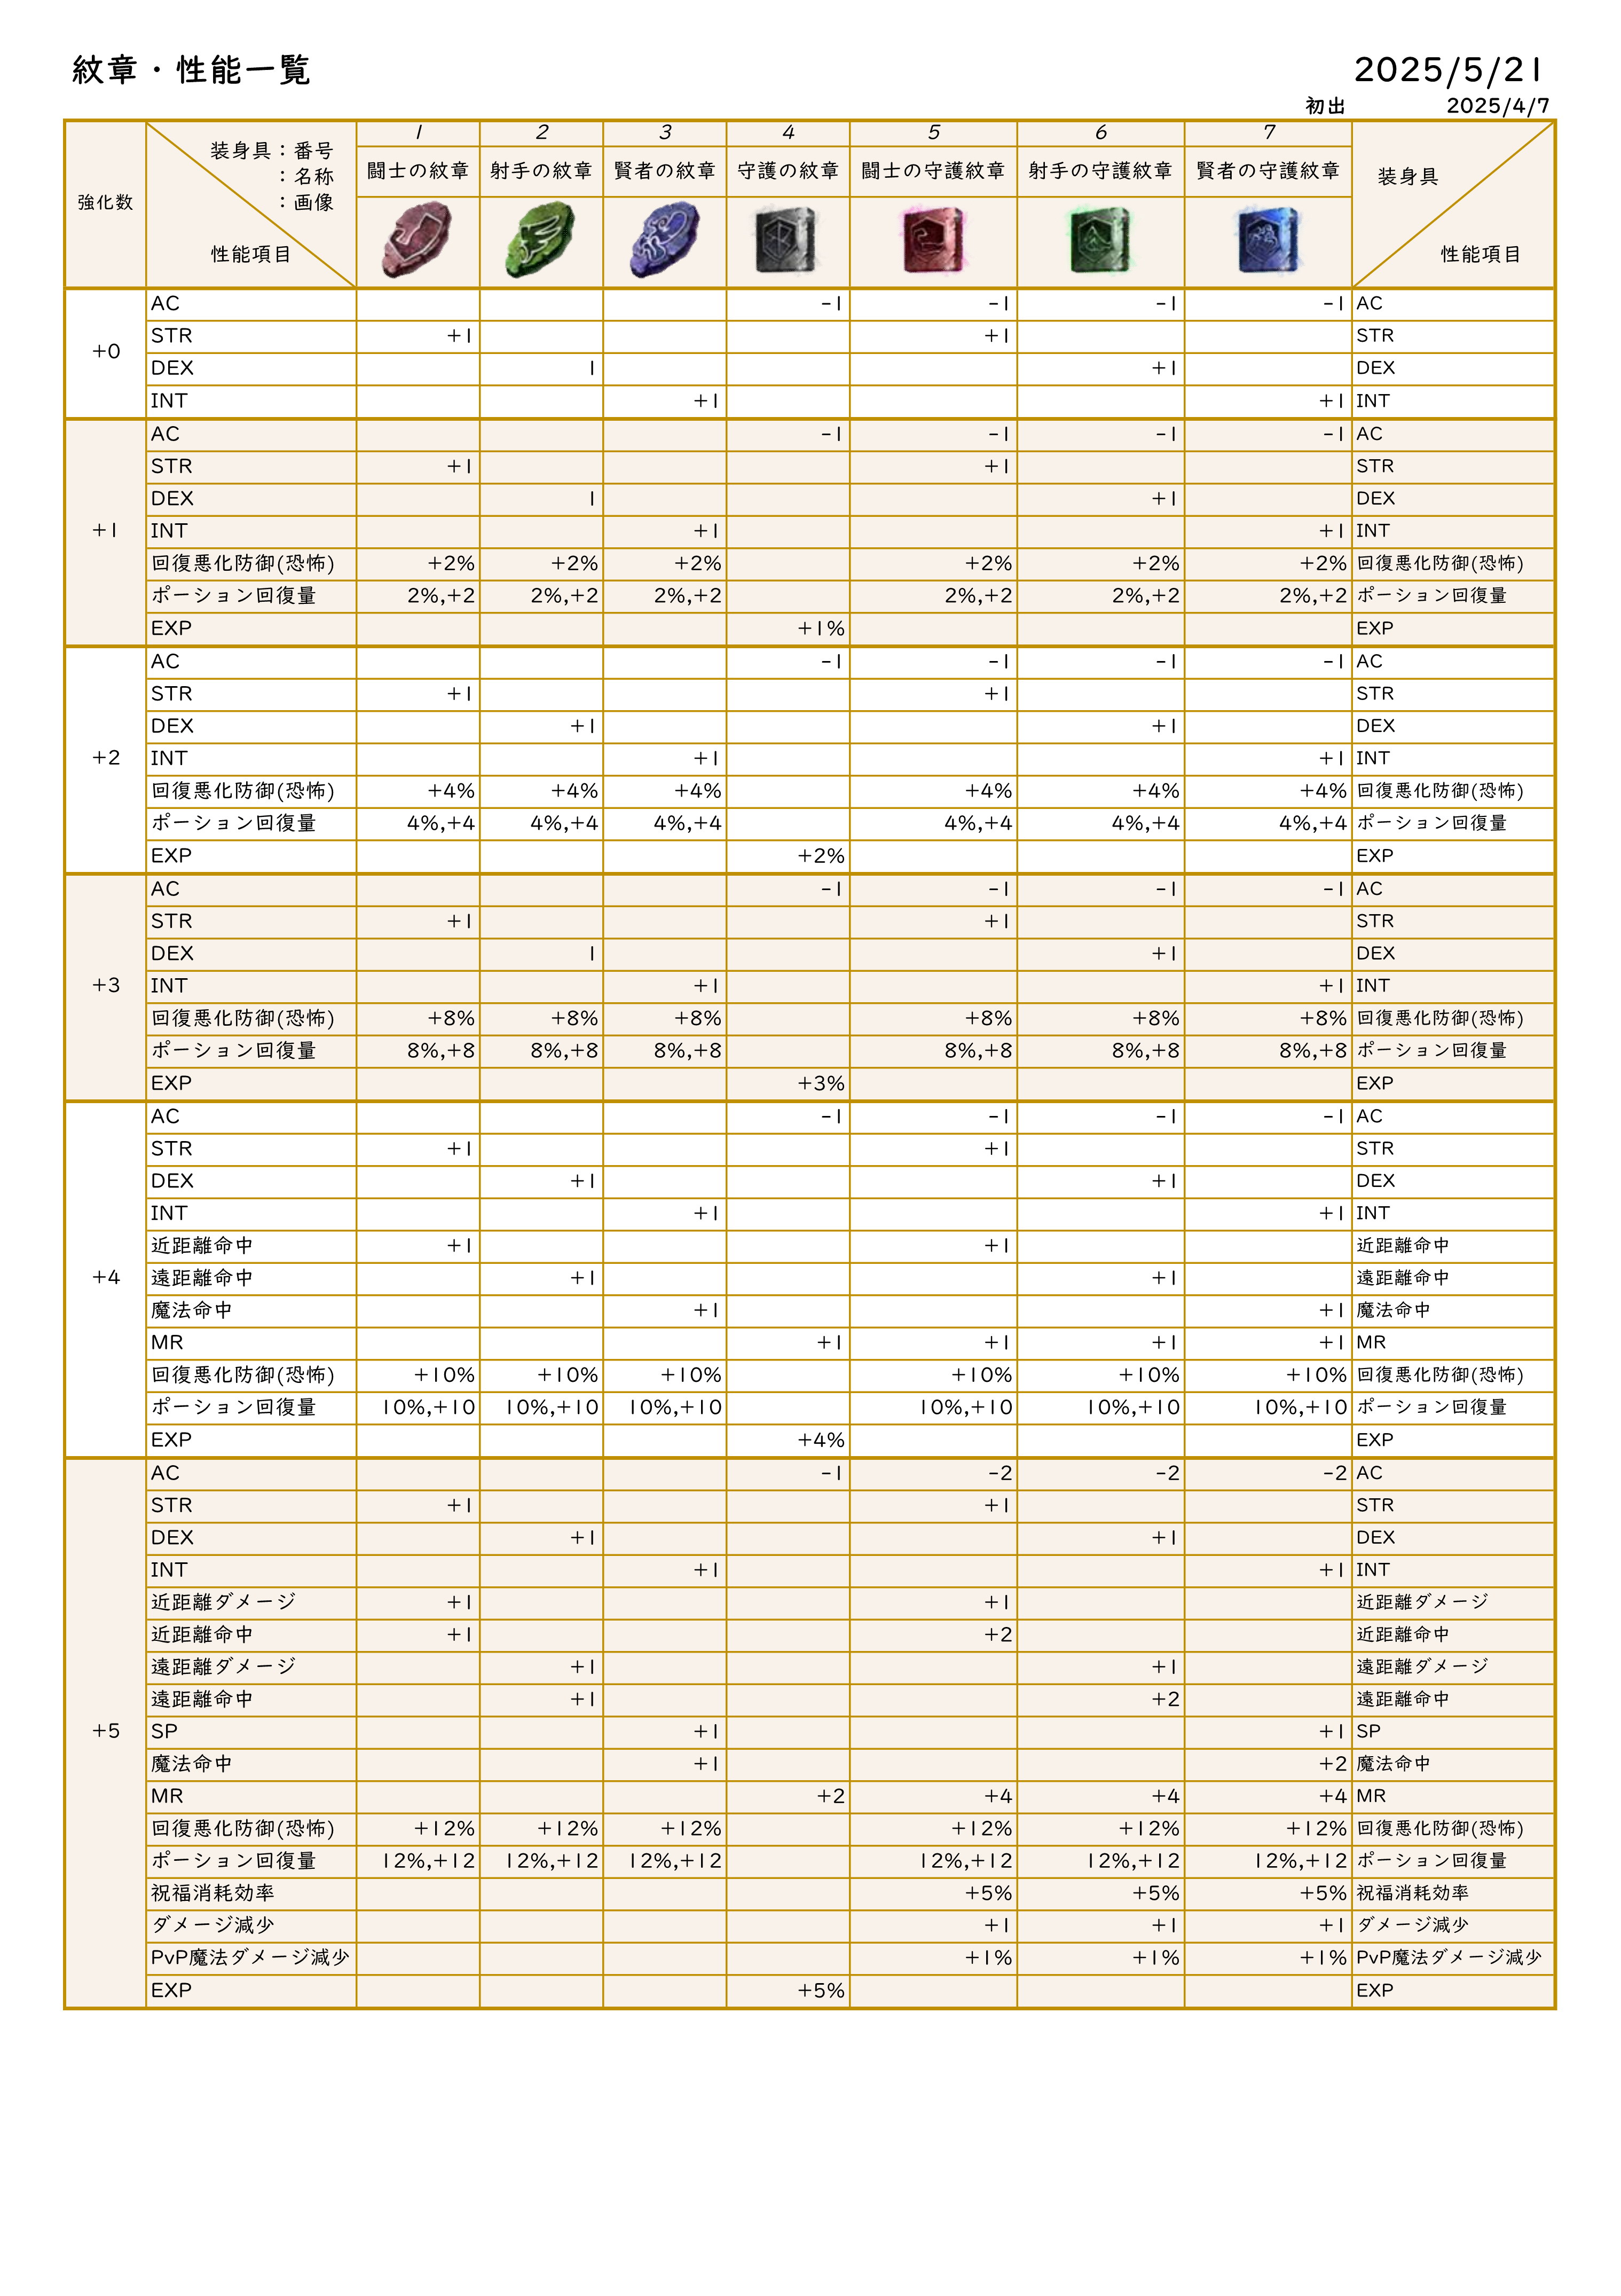 紋章・性能一覧 2025/5/21
初出 2025/4/7
強化数 装身具：番号 1 2 3 4 5 6 7 装身具
：名称 闘士の紋章 射手の紋章 賢者の紋章 守護の紋章 闘士の守護紋章 射手の守護紋章 賢者の守護紋章
：画像
性能項目 性能項目
+0
AC -1 -1 -1 -1 AC
STR +1 +1 STR
DEX 1 +1 DEX
INT +1 +1 INT
+1
AC -1 -1 -1 -1 AC
STR +1 +1 STR
DEX 1 +1 DEX
INT +1 +1 INT
回復悪化防御(恐怖) +2% +2% +2% +2% +2% +2% 回復悪化防御(恐怖)
ポーション回復量 2%,+2 2%,+2 2%,+2 2%,+2 2%,+2 2%,+2 ポーション回復量
EXP +1% EXP
+2
AC -1 -1 -1 -1 AC
STR +1 +1 STR
DEX +1 +1 DEX
INT +1 +1 INT
回復悪化防御(恐怖) +4% +4% +4% +4% +4% +4% 回復悪化防御(恐怖)
ポーション回復量 4%,+4 4%,+4 4%,+4 4%,+4 4%,+4 4%,+4 ポーション回復量
EXP +2% EXP
+3
AC -1 -1 -1 -1 AC
STR +1 +1 STR
DEX 1 +1 DEX
INT +1 +1 INT
回復悪化防御(恐怖) +8% +8% +8% +8% +8% +8% 回復悪化防御(恐怖)
ポーション回復量 8%,+8 8%,+8 8%,+8 8%,+8 8%,+8 8%,+8 ポーション回復量
EXP +3% EXP
+4
AC -1 -1 -1 -1 AC
STR +1 +1 STR
DEX +1 +1 DEX
INT +1 +1 INT
近距離命中 +1 +1 近距離命中
遠距離命中 +1 +1 遠距離命中
魔法命中 +1 +1 魔法命中
MR +1 +1 +1 +1 MR
回復悪化防御(恐怖) +10% +10% +10% +10% +10% +10% 回復悪化防御(恐怖)
ポーション回復量 10%,+10 10%,+10 10%,+10 10%,+10 10%,+10 10%,+10 ポーション回復量
EXP +4% EXP
+5
AC -1 -2 -2 -2 AC
STR +1 +1 STR
DEX +1 +1 DEX
INT +1 +1 INT
近距離ダメージ +1 +1 近距離ダメージ
近距離命中 +1 +2 近距離命中
遠距離ダメージ +1 +1 遠距離ダメージ
遠距離命中 +1 +2 遠距離命中
SP +1 +1 SP
魔法命中 +1 +2 魔法命中
MR +2 +4 +4 +4 MR
回復悪化防御(恐怖) +12% +12% +12% +12% +12% +12% 回復悪化防御(恐怖)
ポーション回復量 12%,+12 12%,+12 12%,+12 12%,+12 12%,+12 12%,+12 ポーション回復量
祝福消耗効率 +5% +5% +5% 祝福消耗効率
ダメージ減少 +1 +1 +1 ダメージ減少
PvP魔法ダメージ減少 +1% +1% +1% PvP魔法ダメージ減少
EXP +5% EXP